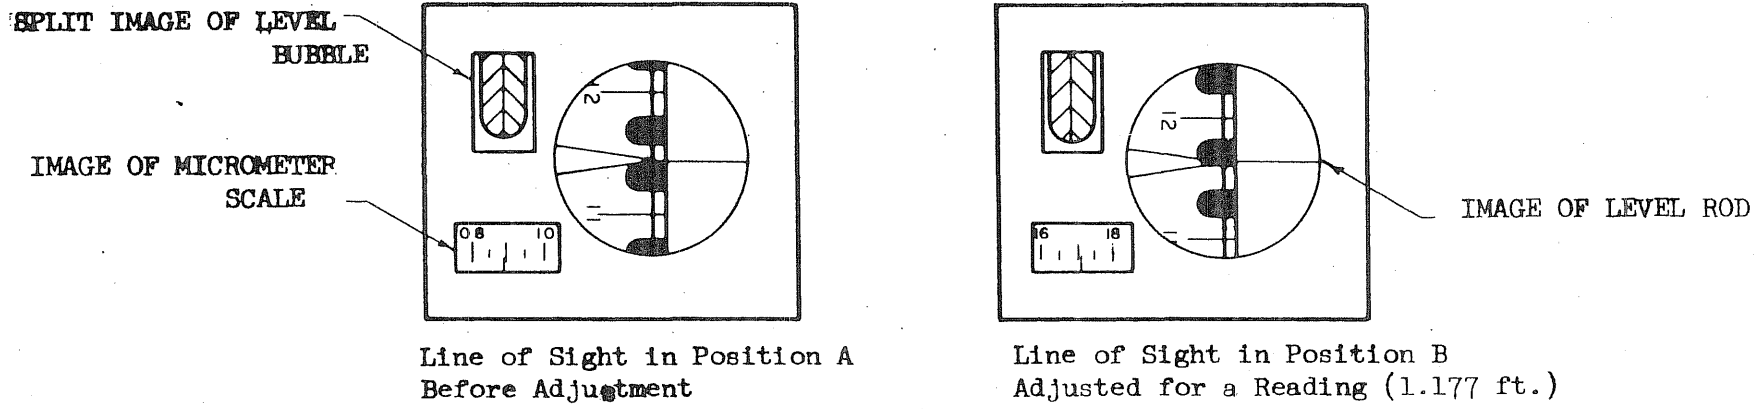 SPLIT IMAGE OF LEVEL
BUBBLE
IMAGE OF MICROMETER
SCALE
12
11
08 10
12
16 18
IMAGE OF LEVEL ROD
Line of Sight in Position A
Before Adjustment
Line of Sight in Position B
Adjusted for a Reading (1.177 ft.)